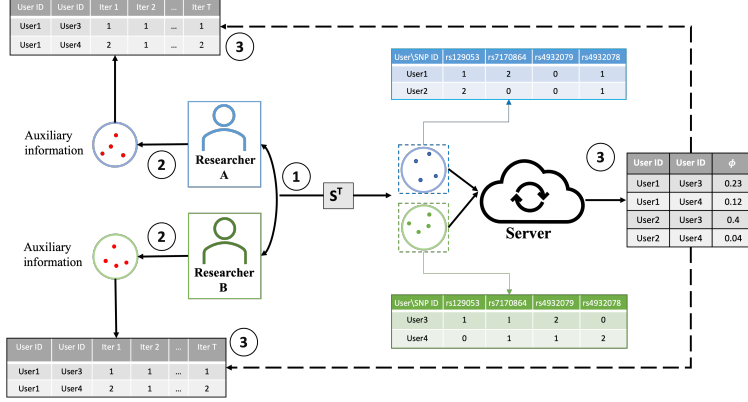 User ID User ID Iter 1 Iter 2 ... Iter T
User1 User3 1 1 ... 1
User1 User4 2 1 ... 2
3
User\SNP ID rs129053 rs7170864 rs4932079 rs4932078
User1 1 2 0 1
User2 2 0 0 1
Auxiliary
information
2
Researcher
A
1
S^T
3
Server
User ID User ID ϕ
User1 User3 0.23
User1 User4 0.12
User2 User3 0.4
User2 User4 0.04
Auxiliary
information
2
Researcher
B
User\SNP ID rs129053 rs7170864 rs4932079 rs4932078
User3 1 1 2 0
User4 0 1 1 2
3
User ID User ID Iter 1 Iter 2 ... Iter T
User1 User3 1 1 ... 1
User1 User4 2 1 ... 2